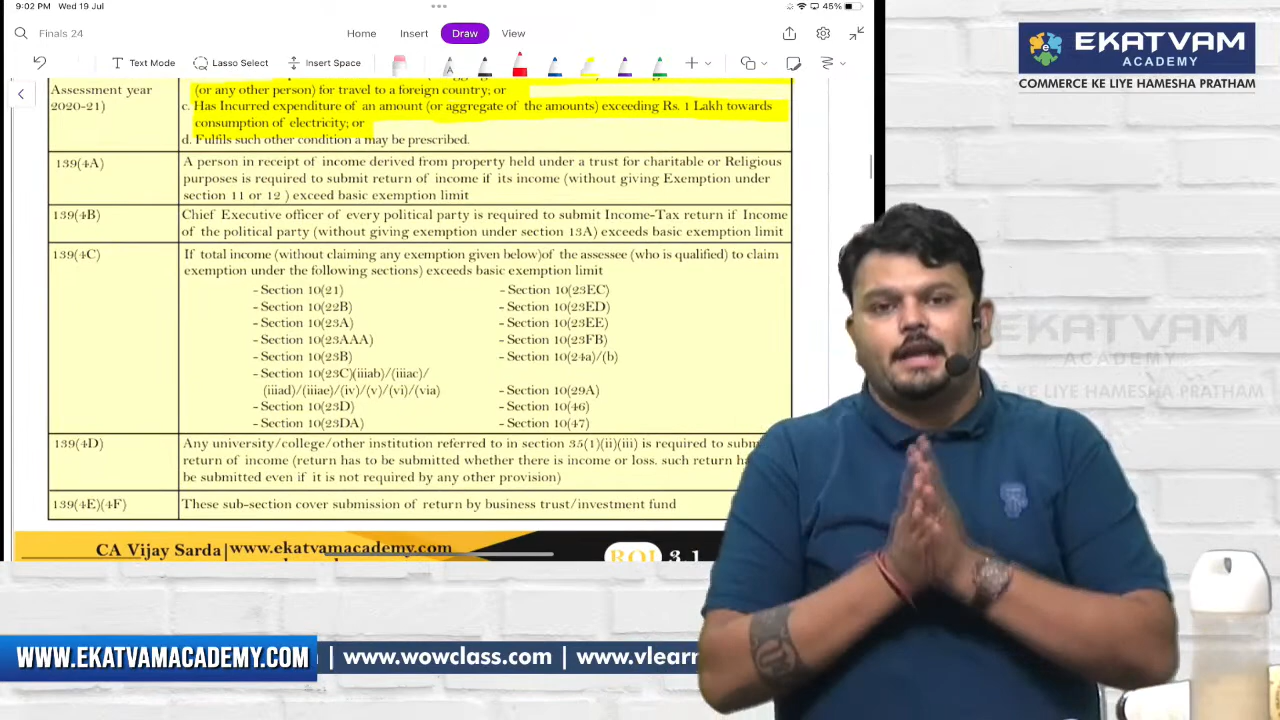 9:02 PM Wed 19 Jul
45%
Finals 24
Home Insert Draw View
Text Mode Lasso Select Insert Space
(or any other person) for travel to a foreign country; or
Assessment year
2020-21)
c. Has Incurred expenditure of an amount (or aggregate of the amounts) exceeding Rs. 1 Lakh towards
consumption of electricity; or
d. Fulfils such other condition a may be prescribed.
139(4A)
A person in receipt of income derived from property held under a trust for charitable or Religious
purposes is required to submit return of income if its income (without giving Exemption under
section 11 or 12 ) exceed basic exemption limit
139(4B)
Chief Executive officer of every political party is required to submit Income-Tax return if Income
of the political party (without giving exemption under section 13A) exceeds basic exemption limit
139(4C)
If total income (without claiming any exemption given below)of the assessee (who is qualified) to claim
exemption under the following sections) exceeds basic exemption limit
- Section 10(21) - Section 10(23EC)
- Section 10(22B) - Section 10(23ED)
- Section 10(23A) - Section 10(23EE)
- Section 10(23AAA) - Section 10(23FB)
- Section 10(23B) - Section 10(24a)/(b)
- Section 10(23C)(iiiab)/(iiiac)/
(iiiad)/(iiiae)/(iv)/(v)/(vi)/(via) - Section 10(29A)
- Section 10(23D) - Section 10(46)
- Section 10(23DA) - Section 10(47)
139(4D)
Any university/college/other institution referred to in section 35(1)(ii)(iii) is required to subm
return of income (return has to be submitted whether there is income or loss. such return ha
be submitted even if it is not required by any other provision)
139(4E)(4F)
These sub-section cover submission of return by business trust/investment fund
CA Vijay Sarda|www.ekatvamacademy.com
ROI 3.1
EKATVAM
ACADEMY
COMMERCE KE LIYE HAMESHA PRATHAM
EKATVAM
ACADEMY
KE LIYE HAMESHA PRATHAM
WWW.EKATVAMACADEMY.COM | www.wowclass.com | www.vlearr